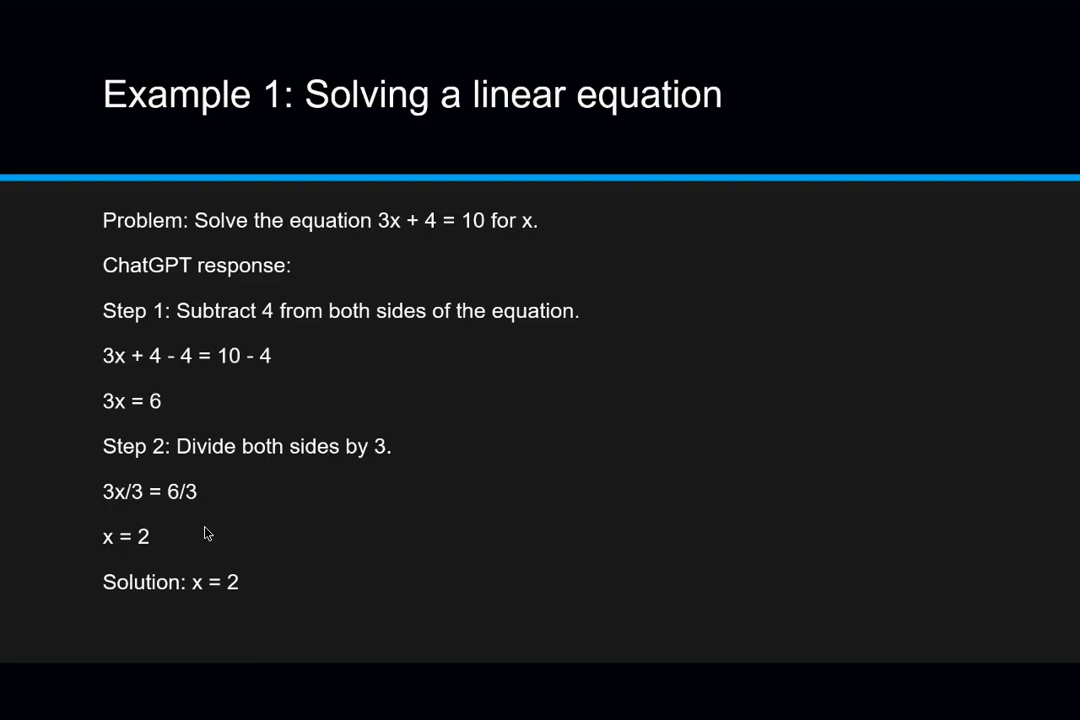 Example 1: Solving a linear equation
Problem: Solve the equation 3x + 4 = 10 for x.
ChatGPT response:
Step 1: Subtract 4 from both sides of the equation.
3x + 4 - 4 = 10 - 4
3x = 6
Step 2: Divide both sides by 3.
3x/3 = 6/3
x = 2
Solution: x = 2